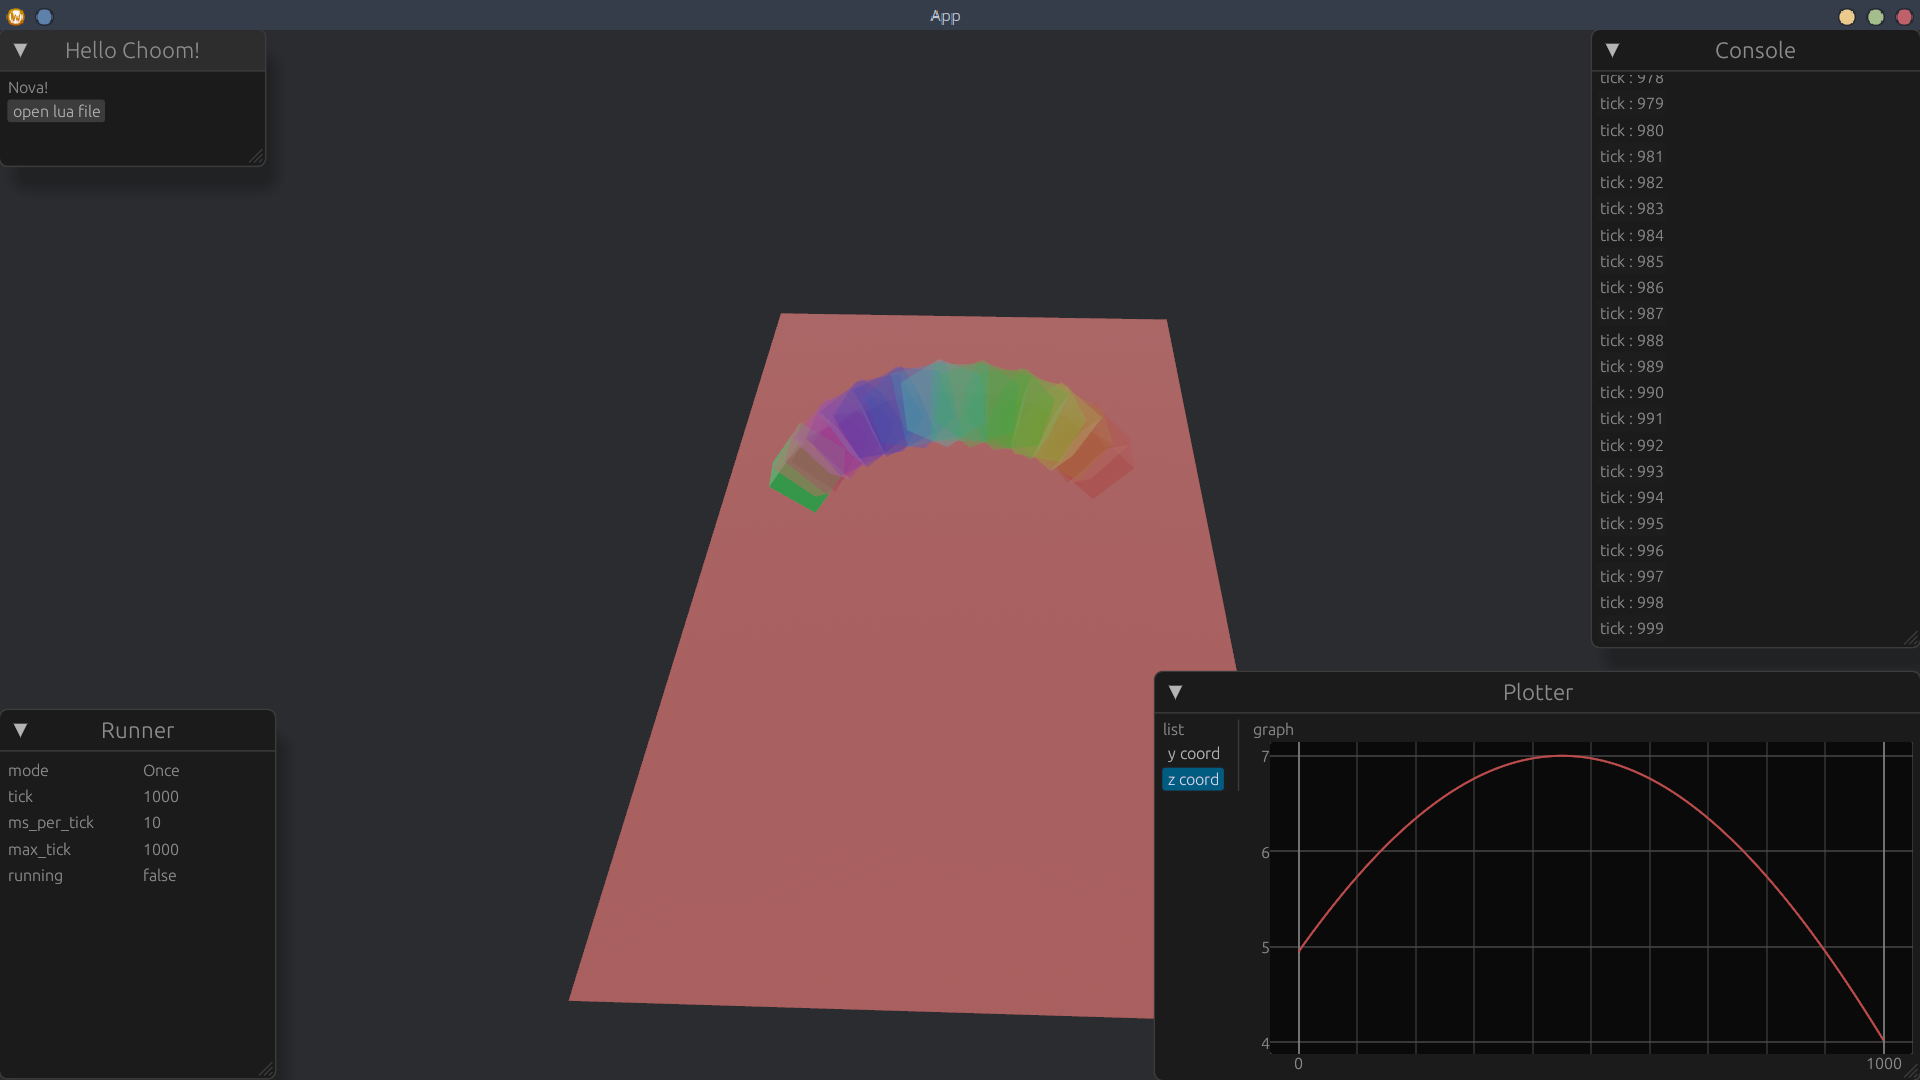 App
Hello Choom!
Nova!
open lua file
Console
tick : 978
tick : 979
tick : 980
tick : 981
tick : 982
tick : 983
tick : 984
tick : 985
tick : 986
tick : 987
tick : 988
tick : 989
tick : 990
tick : 991
tick : 992
tick : 993
tick : 994
tick : 995
tick : 996
tick : 997
tick : 998
tick : 999
Runner
mode Once
tick 1000
ms_per_tick 10
max_tick 1000
running false
Plotter
list
y coord
z coord
graph
7
6
5
4
0 1000